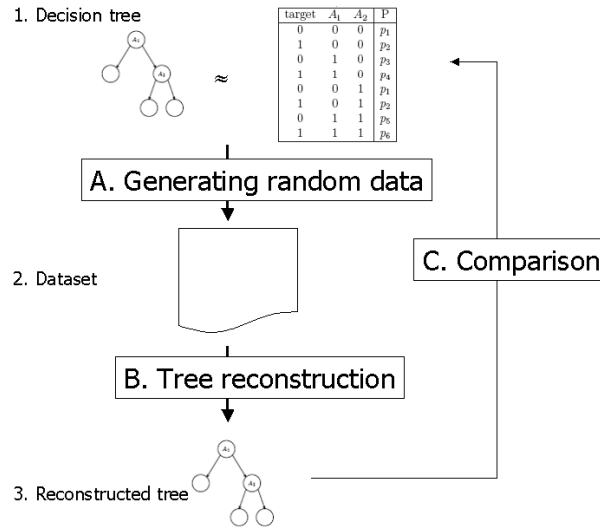 1. Decision tree
A₁
A₂
≈
target A₁ A₂ P
0 0 0 p₁
1 0 0 p₂
0 1 0 p₃
1 1 0 p₄
0 0 1 p₁
1 0 1 p₂
0 1 1 p₅
1 1 1 p₆
A. Generating random data
2. Dataset
C. Comparison
B. Tree reconstruction
3. Reconstructed tree